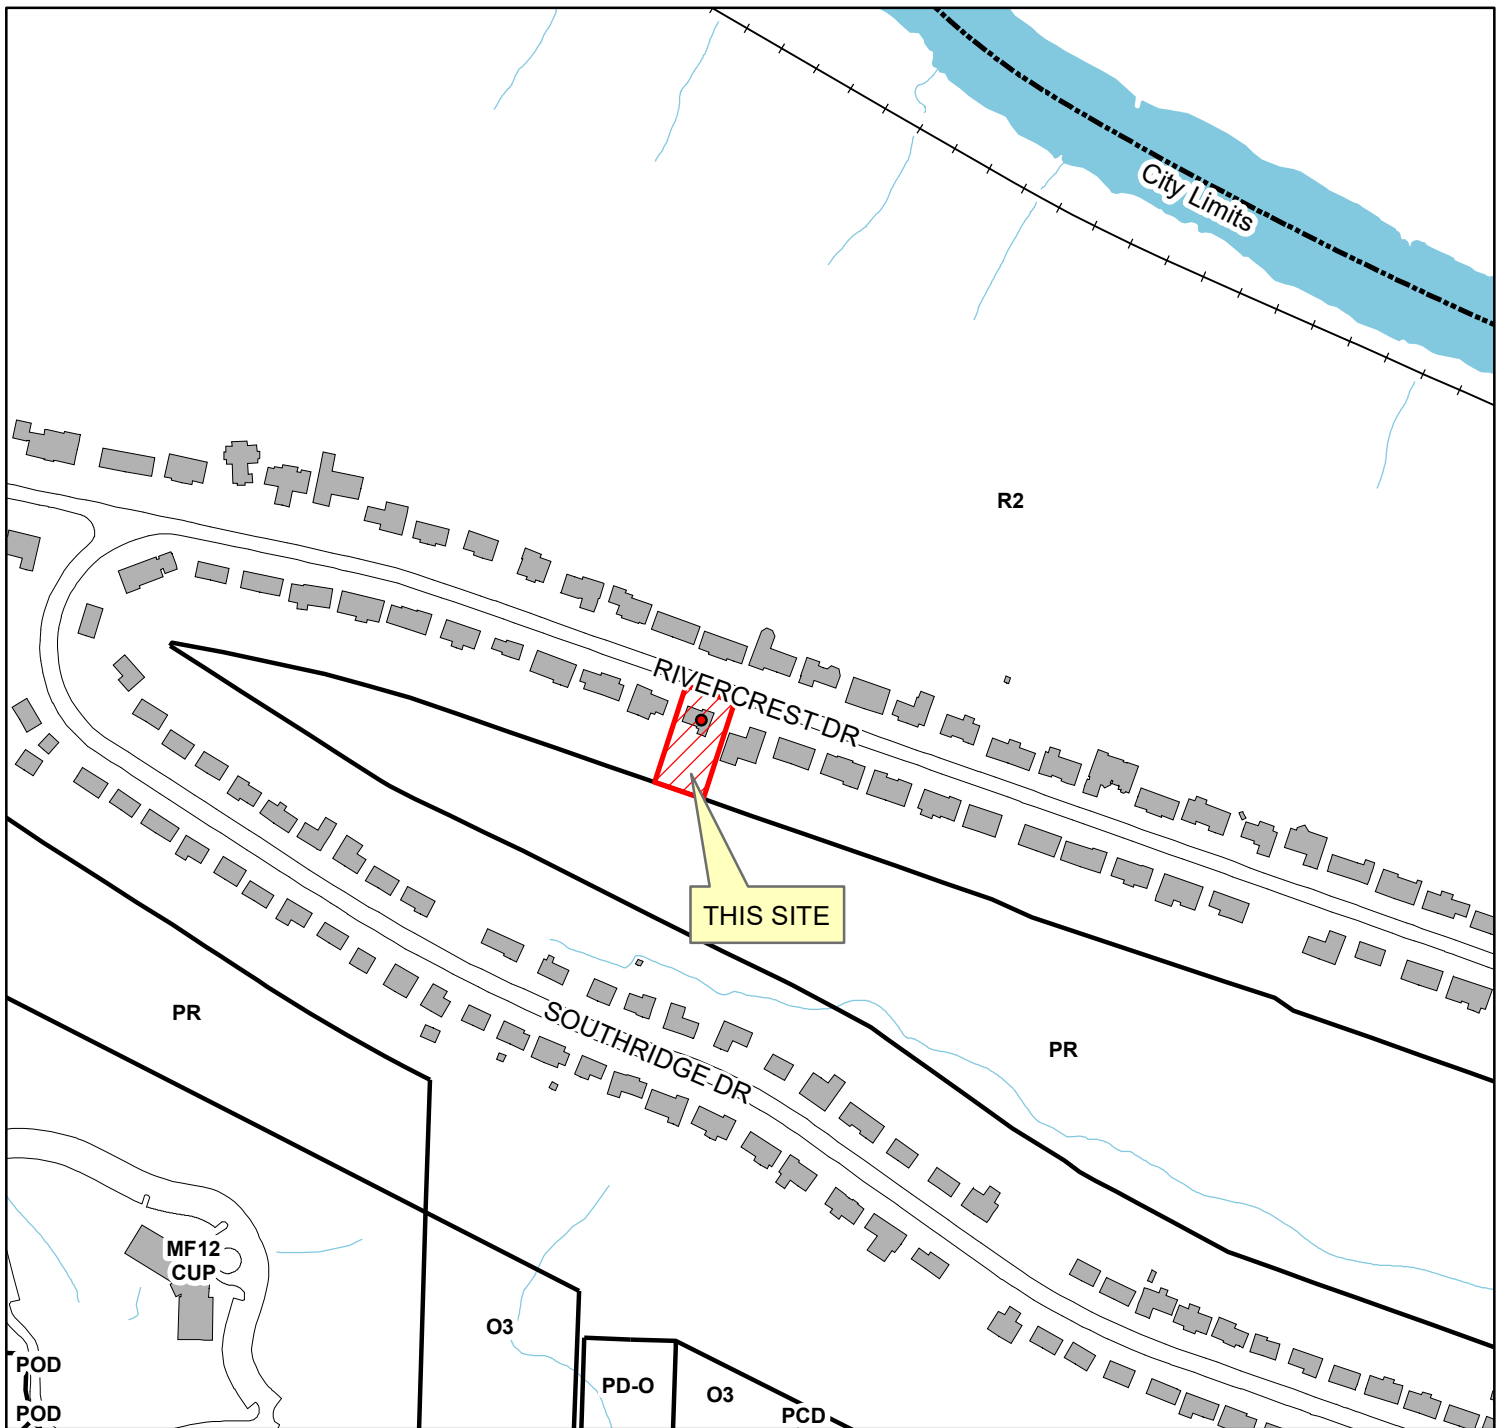 City Limits
R2
RIVERCREST DR
THIS SITE
PR
SOUTHRIDGE DR
PR
MF12
CUP
O3
POD
PD-O
O3
POD
PCD